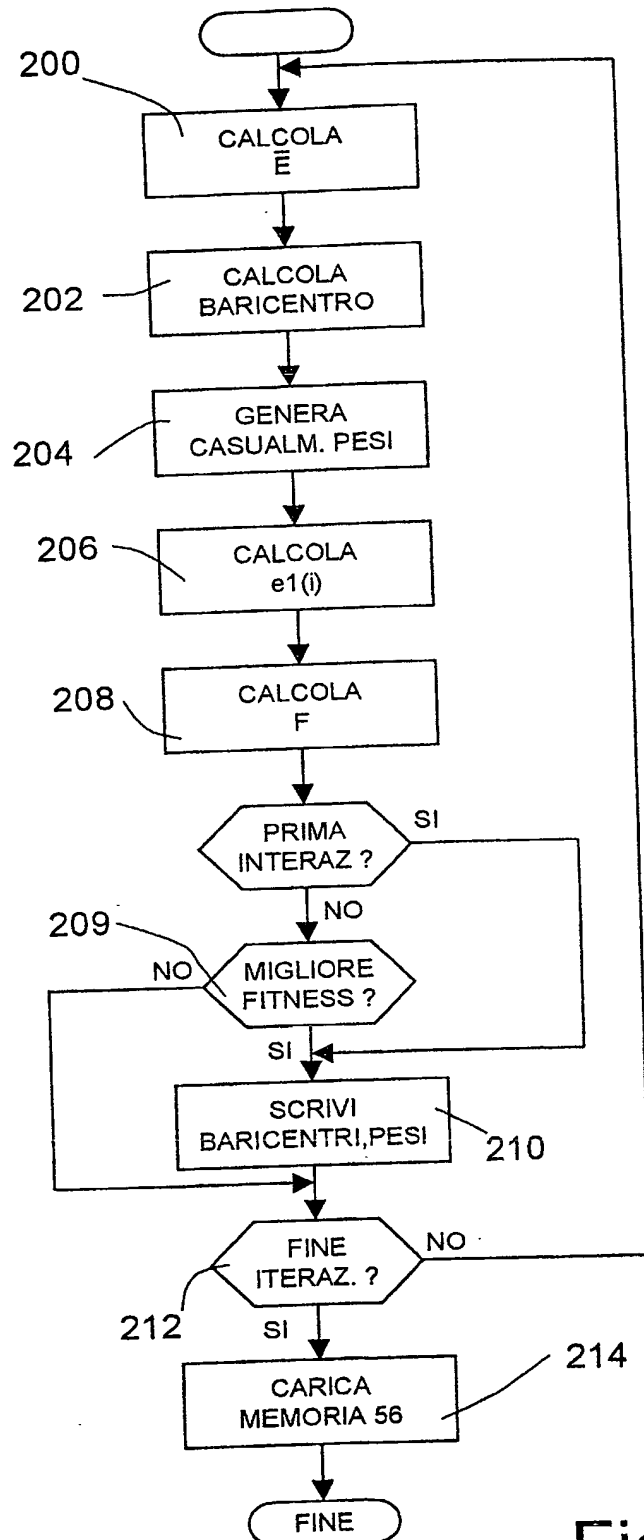 200
CALCOLA
E̅
202
CALCOLA
BARICENTRO
204
GENERA
CASUALM. PESI
206
CALCOLA
e1(i)
208
CALCOLA
F
PRIMA
INTERAZ ?
SI
NO
209
NO
MIGLIORE
FITNESS ?
SI
SCRIVI
BARICENTRI,PESI
210
FINE
ITERAZ. ?
NO
212
SI
214
CARICA
MEMORIA 56
FINE